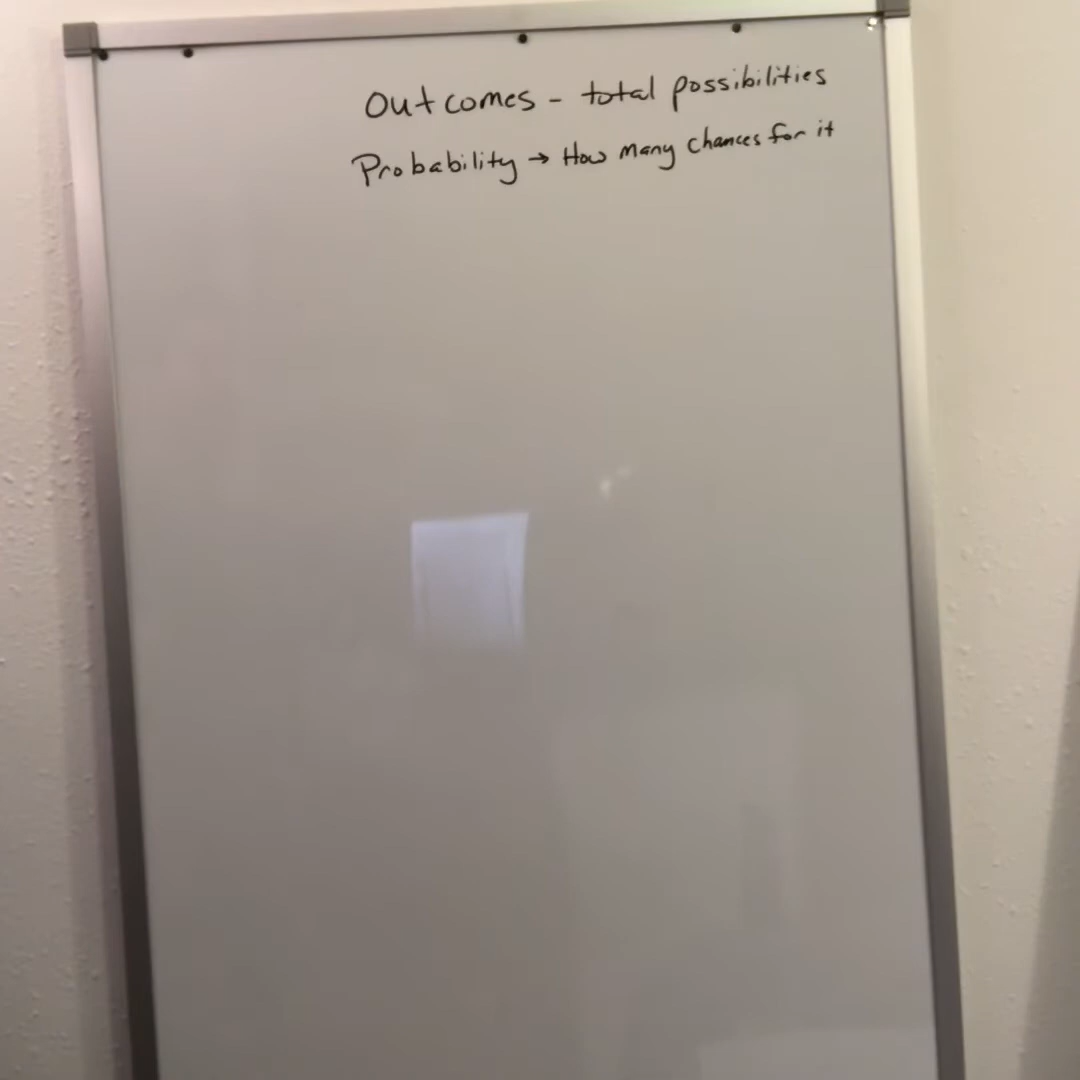 Outcomes - total possibilities
Probability → How many chances for it